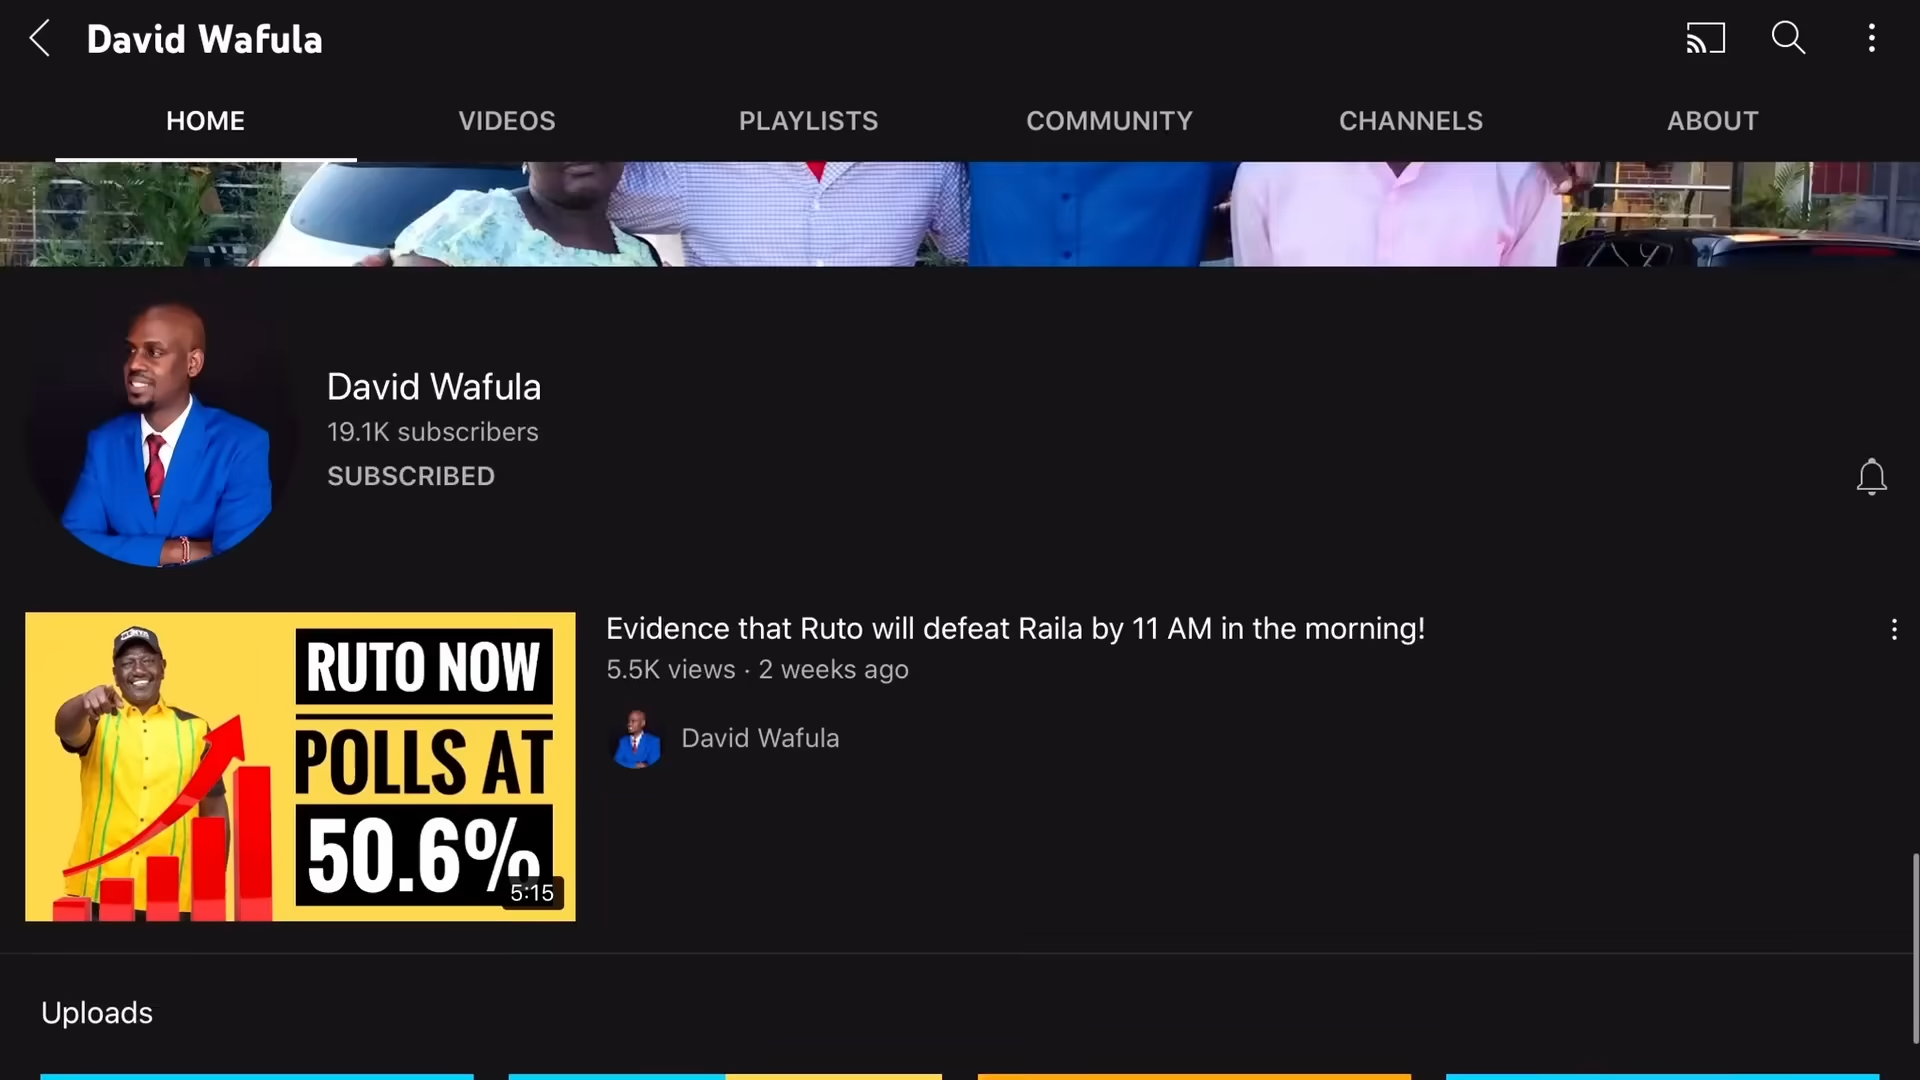 David Wafula
HOME
VIDEOS
PLAYLISTS
COMMUNITY
CHANNELS
ABOUT
David Wafula
19.1K subscribers
SUBSCRIBED
RUTO NOW
POLLS AT
50.6%
5:15
Evidence that Ruto will defeat Raila by 11 AM in the morning!
5.5K views · 2 weeks ago
David Wafula
Uploads